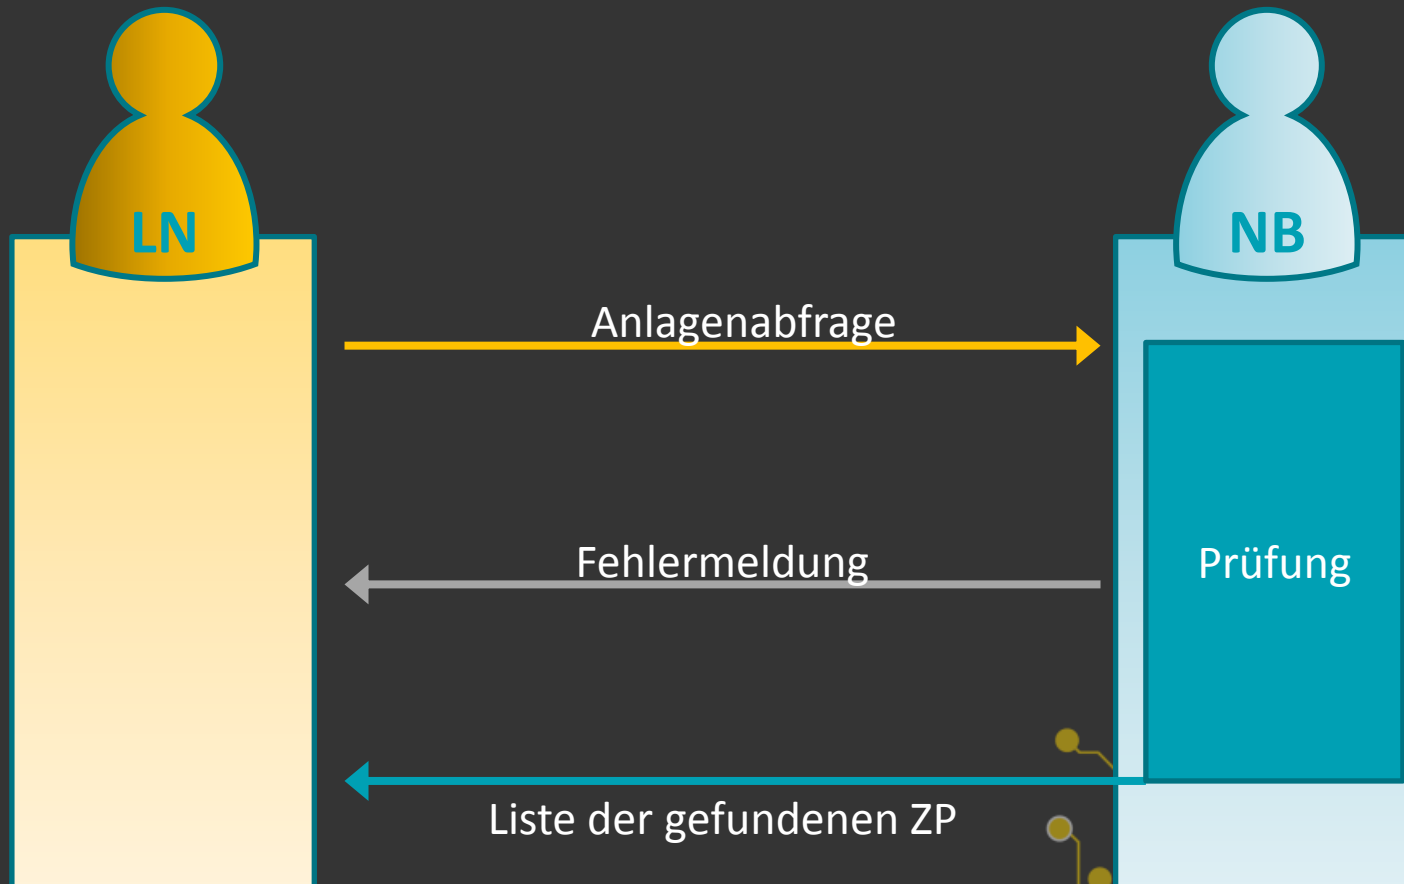 LN
NB
Anlagenabfrage
Fehlermeldung
Prüfung
Liste der gefundenen ZP